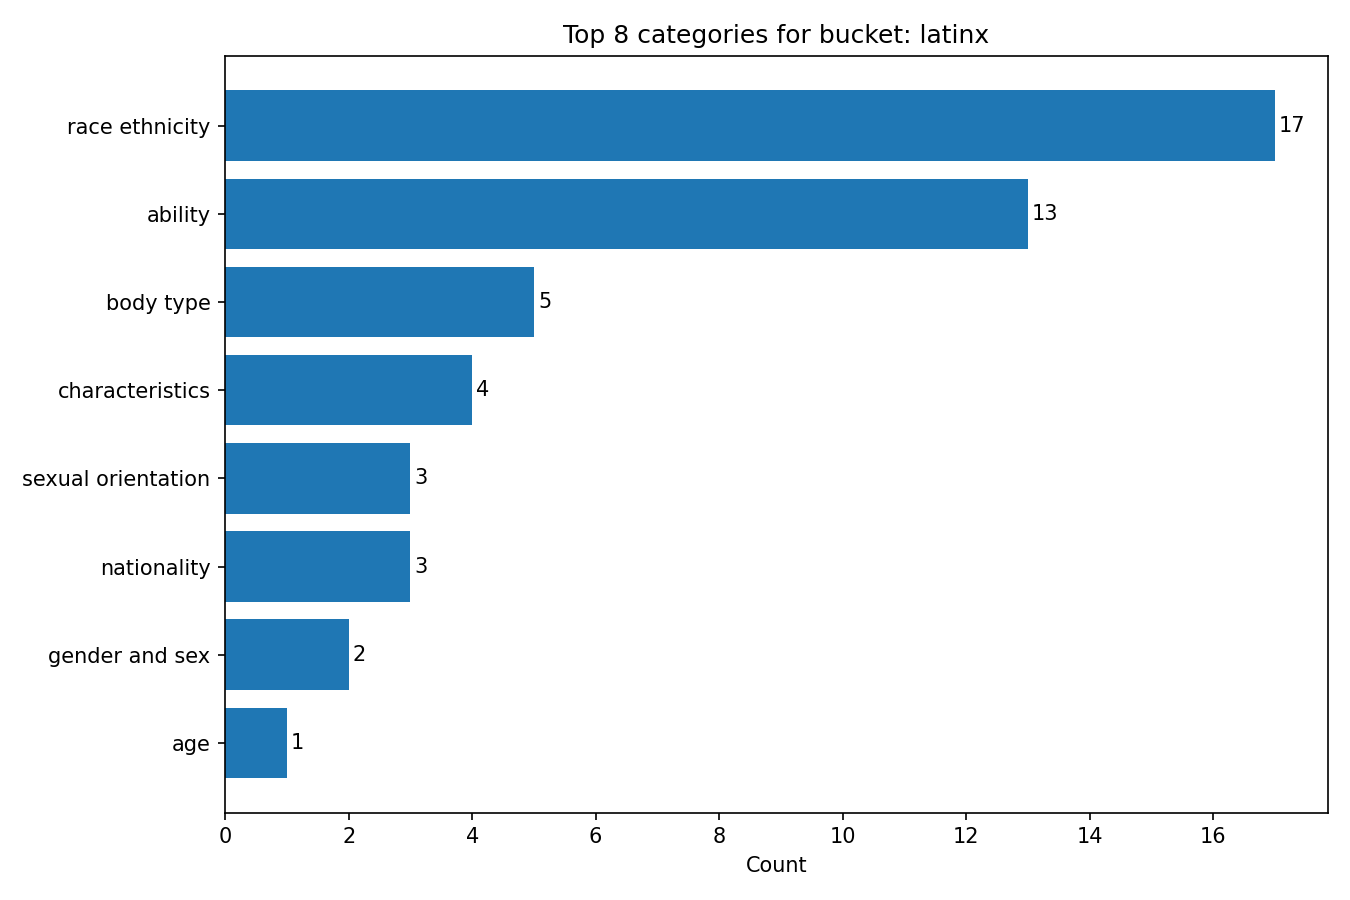 Top 8 categories for bucket: latinx
race ethnicity 17
ability 13
body type 5
characteristics 4
sexual orientation 3
nationality 3
gender and sex 2
age 1
0 2 4 6 8 10 12 14 16
Count